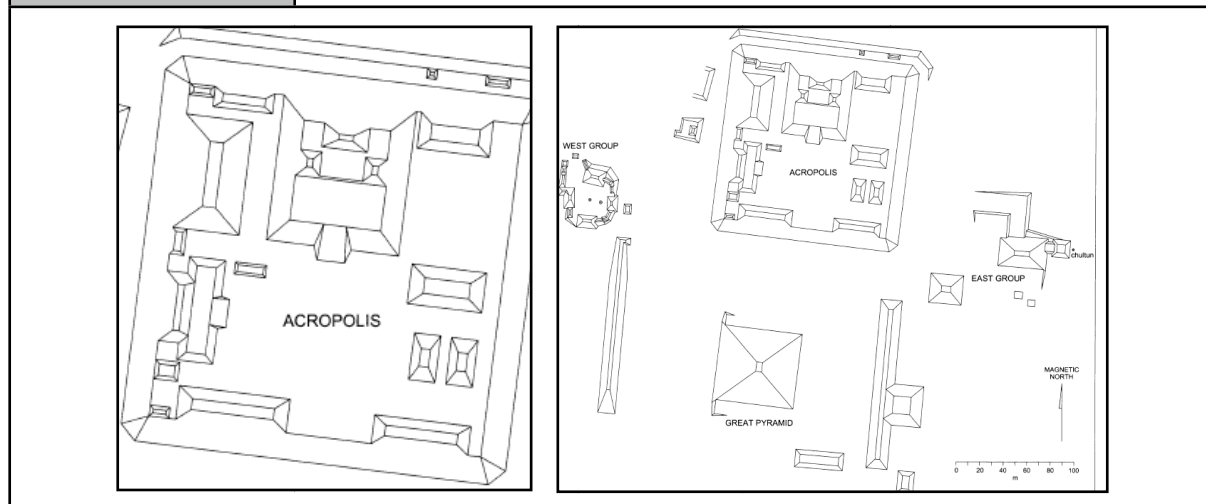 ACROPOLIS
WEST GROUP
ACROPOLIS
chultun
EAST GROUP
MAGNETIC
NORTH
GREAT PYRAMID
0 20 40 60 80 100
m